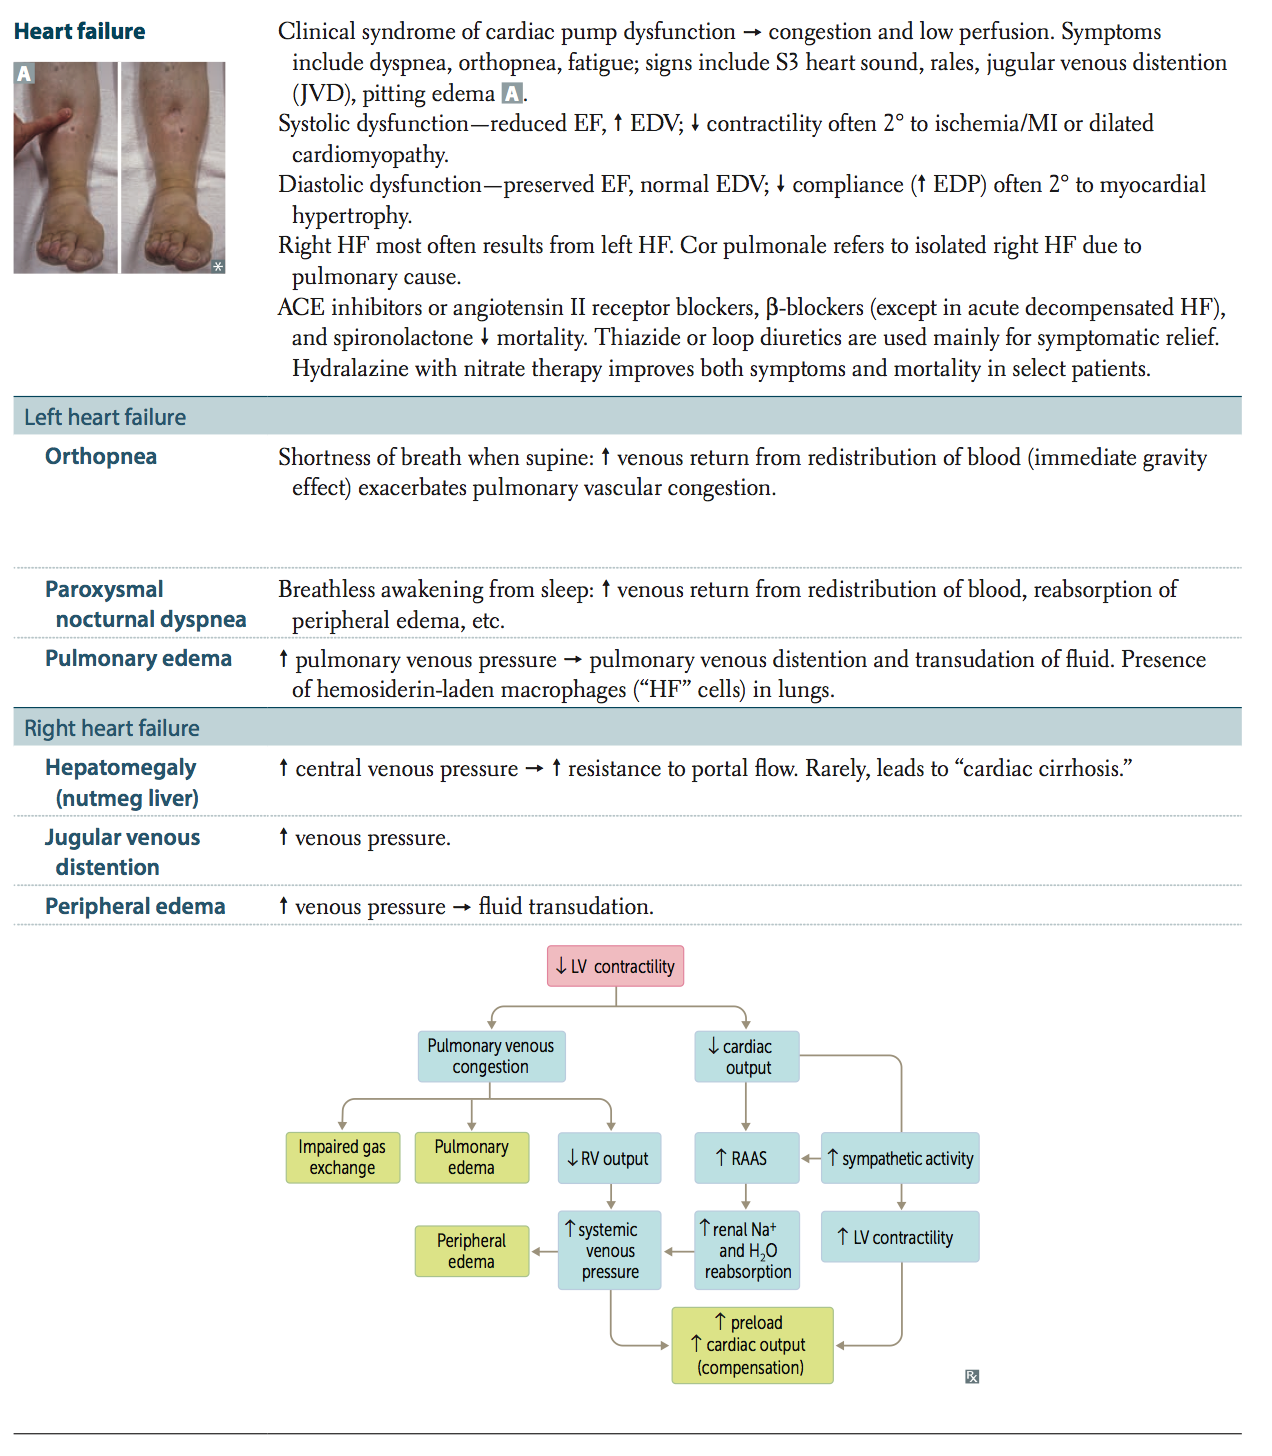 Heart failure
A
*
Clinical syndrome of cardiac pump dysfunction → congestion and low perfusion. Symptoms
include dyspnea, orthopnea, fatigue; signs include S3 heart sound, rales, jugular venous distention
(JVD), pitting edema A.
Systolic dysfunction—reduced EF, ↑ EDV; ↓ contractility often 2° to ischemia/MI or dilated
cardiomyopathy.
Diastolic dysfunction—preserved EF, normal EDV; ↓ compliance (↑ EDP) often 2° to myocardial
hypertrophy.
Right HF most often results from left HF. Cor pulmonale refers to isolated right HF due to
pulmonary cause.
ACE inhibitors or angiotensin II receptor blockers, β-blockers (except in acute decompensated HF),
and spironolactone ↓ mortality. Thiazide or loop diuretics are used mainly for symptomatic relief.
Hydralazine with nitrate therapy improves both symptoms and mortality in select patients.
Left heart failure
Orthopnea
Shortness of breath when supine: ↑ venous return from redistribution of blood (immediate gravity
effect) exacerbates pulmonary vascular congestion.
Paroxysmal
nocturnal dyspnea
Breathless awakening from sleep: ↑ venous return from redistribution of blood, reabsorption of
peripheral edema, etc.
Pulmonary edema
↑ pulmonary venous pressure → pulmonary venous distention and transudation of fluid. Presence
of hemosiderin-laden macrophages (“HF” cells) in lungs.
Right heart failure
Hepatomegaly
(nutmeg liver)
↑ central venous pressure → ↑ resistance to portal flow. Rarely, leads to “cardiac cirrhosis.”
Jugular venous
distention
↑ venous pressure.
Peripheral edema
↑ venous pressure → fluid transudation.
↓ LV contractility
Pulmonary venous
congestion
↓ cardiac
output
Impaired gas
exchange
Pulmonary
edema
↓ RV output
↑ RAAS
↑ sympathetic activity
Peripheral
edema
↑ systemic
venous
pressure
↑ renal Na⁺
and H₂O
reabsorption
↑ LV contractility
↑ preload
↑ cardiac output
(compensation)
Rx